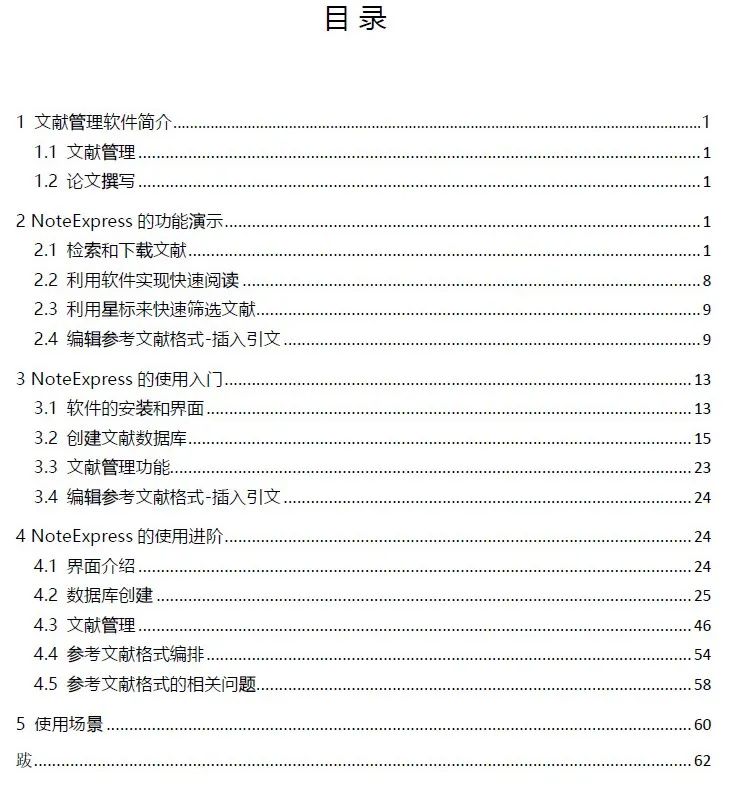 目 录
1 文献管理软件简介........1
1.1 文献管理........1
1.2 论文撰写........1
2 NoteExpress 的功能演示........1
2.1 检索和下载文献........1
2.2 利用软件实现快速阅读........8
2.3 利用星标来快速筛选文献........9
2.4 编辑参考文献格式-插入引文........9
3 NoteExpress 的使用入门........13
3.1 软件的安装和界面........13
3.2 创建文献数据库........15
3.3 文献管理功能........23
3.4 编辑参考文献格式-插入引文........24
4 NoteExpress 的使用进阶........24
4.1 界面介绍........24
4.2 数据库创建........25
4.3 文献管理........46
4.4 参考文献格式编排........54
4.5 参考文献格式的相关问题........58
5 使用场景........60
跋........62